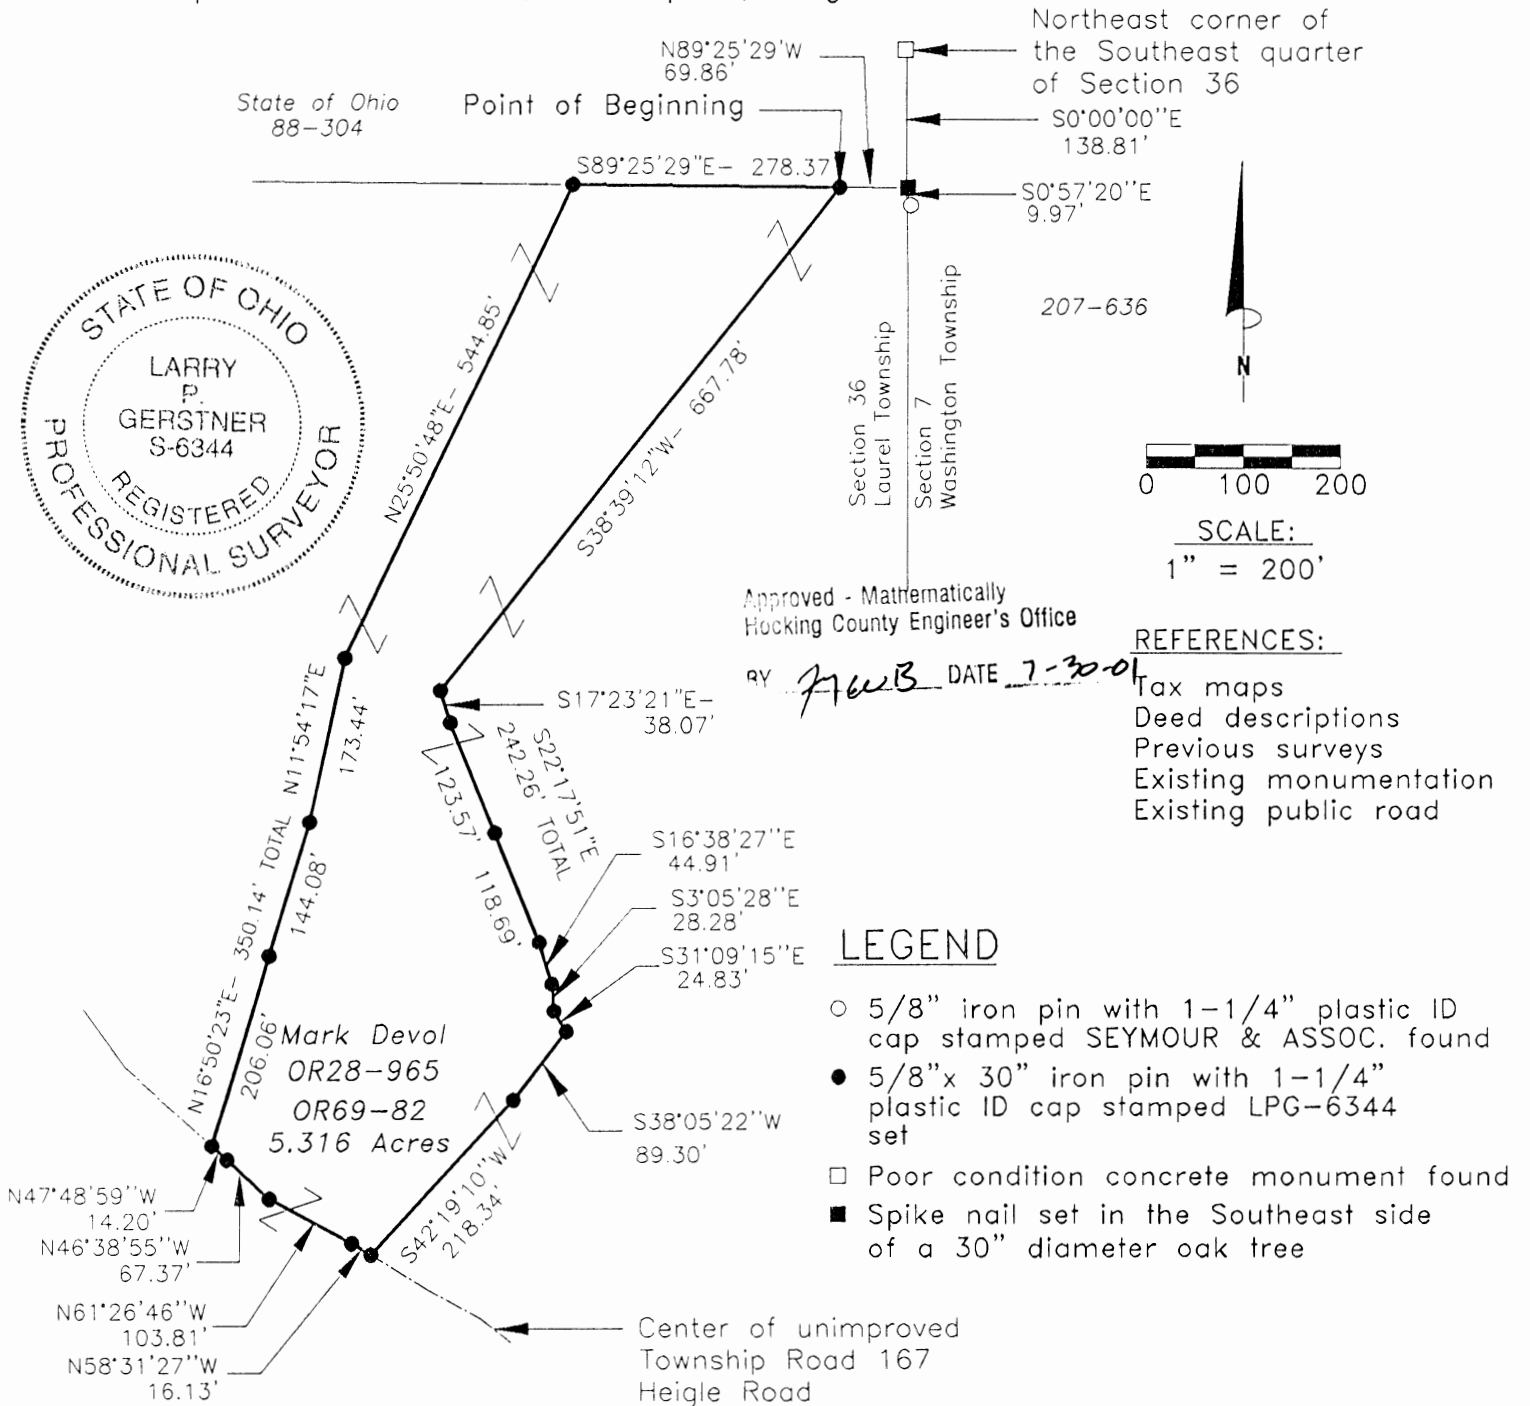 Northeast corner of
the Southeast quarter
of Section 36
N89°25'29"W
69.86'
State of Ohio
88-304
Point of Beginning
S0°00'00"E
138.81'
S89°25'29"E- 278.37
S0°57'20"E
9.97'
207-636
N
STATE OF OHIO
LARRY
P.
GERSTNER
S-6344
REGISTERED
PROFESSIONAL SURVEYOR
N25°50'48"E- 544.85'
S38°39'12"W- 667.78'
Section 36
Laurel Township
Section 7
Washington Township
0 100 200
SCALE:
1" = 200'
Approved - Mathematically
Hocking County Engineer's Office
BY DATE 7-30-01
REFERENCES:
Tax maps
Deed descriptions
Previous surveys
Existing monumentation
Existing public road
S17°23'21"E-
38.07'
N11°54'17"E
173.44'
S22°17'51"E
242.26' TOTAL
123.57'
118.69'
S16°38'27"E
44.91'
S3°05'28"E
28.28'
S31°09'15"E
24.83'
N16°50'23"E- 350.14' TOTAL
144.08'
206.06'
Mark Devol
OR28-965
OR69-82
5.316 Acres
S38°05'22"W
89.30'
S42°19'10"W
218.34'
N47°48'59"W
14.20'
N46°38'55"W
67.37'
N61°26'46"W
103.81'
N58°31'27"W
16.13'
Center of unimproved
Township Road 167
Heigle Road
LEGEND
○ 5/8" iron pin with 1-1/4" plastic ID
cap stamped SEYMOUR & ASSOC. found
● 5/8"x 30" iron pin with 1-1/4"
plastic ID cap stamped LPG-6344
set
□ Poor condition concrete monument found
■ Spike nail set in the Southeast side
of a 30" diameter oak tree